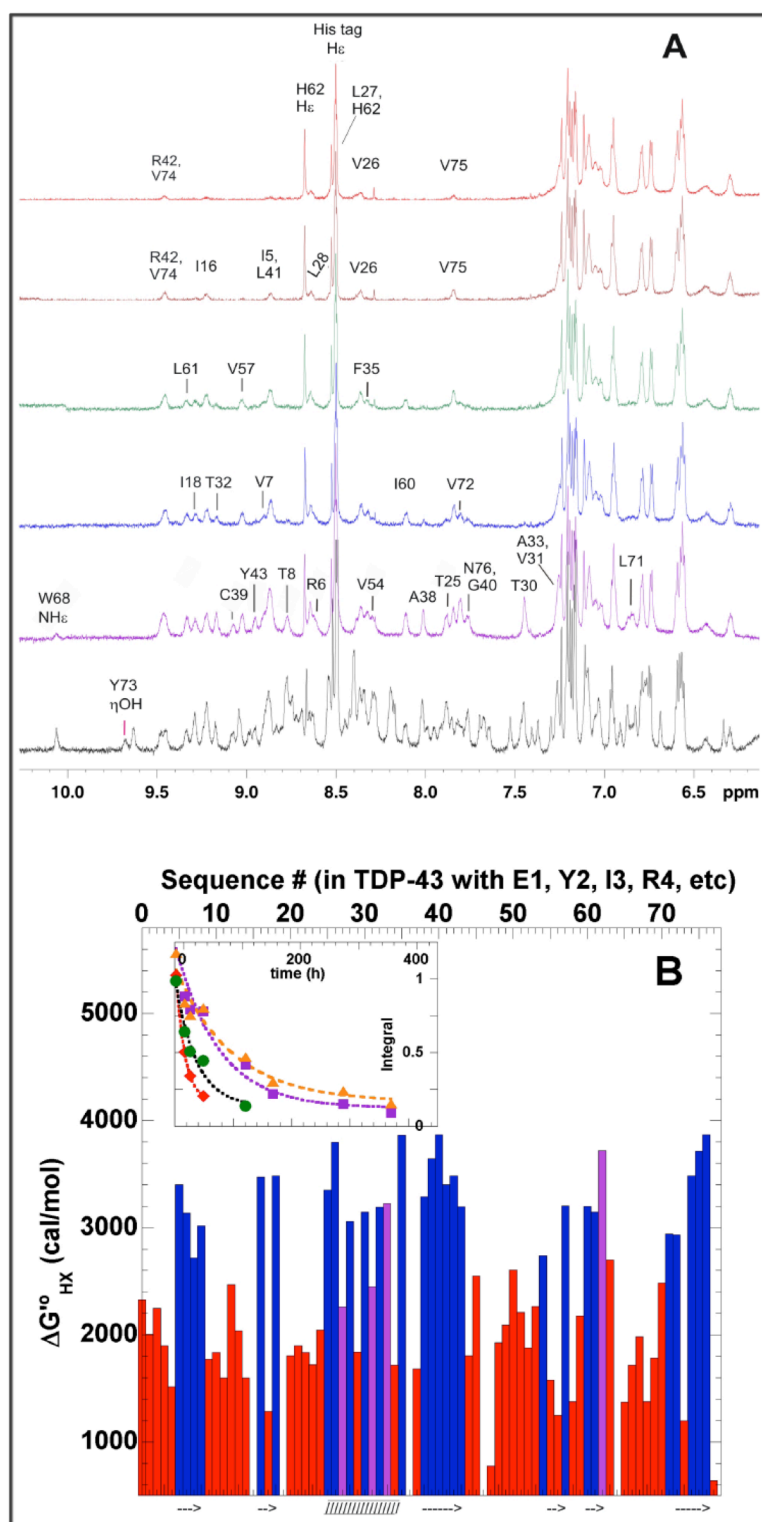 His tag
Hε
A
H62
Hε
L27,
H62
R42,
V74
V26
V75
R42,
V74
I16
I5,
L41
L28
V26
V75
L61
V57
F35
I18
T32
V7
I60
V72
W68
NHε
C39
Y43
T8
R6
V54
A38
T25
N76,
G40
T30
A33,
V31
L71
Y73
ηOH
10.0 9.5 9.0 8.5 8.0 7.5 7.0 6.5 ppm
Sequence # (in TDP-43 with E1, Y2, I3, R4, etc)
0 10 20 30 40 50 60 70
B
0 200 400
time (h)
1
Integral
0.5
0
5000
4000
3000
2000
1000
ΔG'°HX (cal/mol)
----> --> //////////////// ------> --> --> ----->